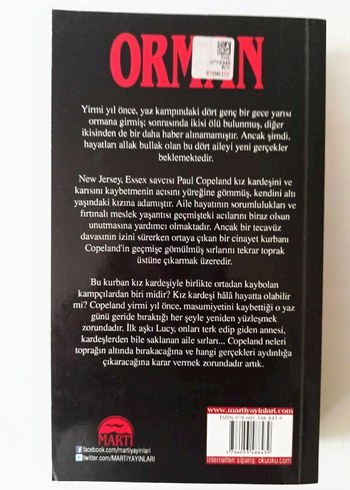 ORMAN
Yirmi yıl önce, yaz kampındaki dört genç bir gece yarısı
ormana girmiş; sonrasında ikisi ölü bulunmuş, diğer
ikisinden de bir daha haber alınamamıştır. Ancak şimdi,
hayatları allak bullak olan bu dört aileyi yeni gerçekler
beklemektedir.
New Jersey, Essex savcısı Paul Copeland kız kardeşini ve
karısını kaybetmenin acısını yüreğine gömmüş, kendini altı
yaşındaki kızına adamıştır. Aile hayatının sorumlulukları ve
fırtınalı meslek yaşantısı geçmişteki acılarını biraz olsun
unutmasına yardımcı olmaktadır. Ancak bir tecavüz
davasının izini sürerken ortaya çıkan bir cinayet kurbanı
Copeland'in geçmişe gömülmüş sırlarını tekrar toprak
üstüne çıkarmak üzeredir.
Bu kurban kız kardeşiyle birlikte ortadan kaybolan
kampçılardan biri midir? Kız kardeşi hâlâ hayatta olabilir
mi? Copeland yirmi yıl önce, masumiyetini kaybettiği o yaz
günü geride bıraktığı her şeyle yeniden yüzleşmek
zorundadır. İlk aşkı Lucy, onları terk edip giden annesi,
kardeşlerden bile saklanan aile sırları... Copeland neleri
toprağın altında bırakacağına ve hangi gerçekleri aydınlığa
çıkaracağına karar vermek zorundadır artık.
MARTI
facebook.com/martiyayinlari
twitter.com/MARTIYAYINLARI
www.martiyayinlari.com
internetten sipariş: okuoku.com